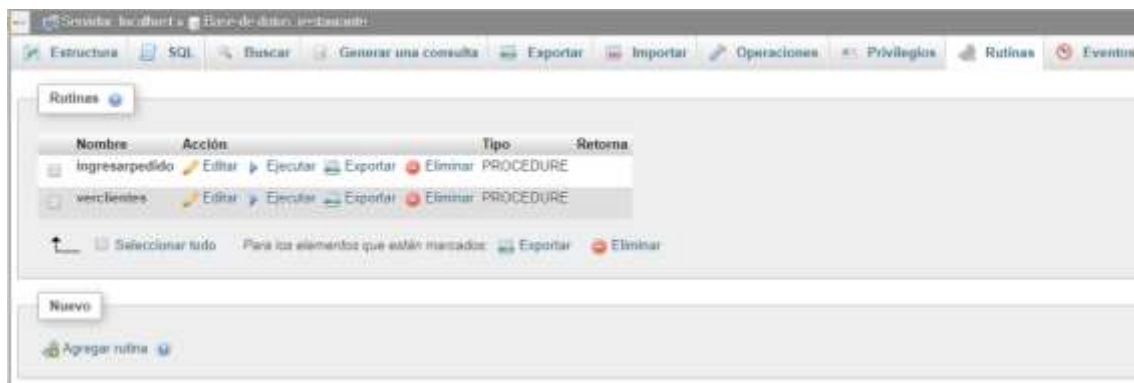 Servidor: localhost » Base de datos: restaurante
Estructura SQL Buscar Generar una consulta Exportar Importar Operaciones Privilegios Rutinas Eventos
Rutinas
Nombre Acción Tipo Retorna
ingresarpedido Editar Ejecutar Exportar Eliminar PROCEDURE
verclientes Editar Ejecutar Exportar Eliminar PROCEDURE
Seleccionar todo Para los elementos que están marcados: Exportar Eliminar
Nuevo
Agregar rutina